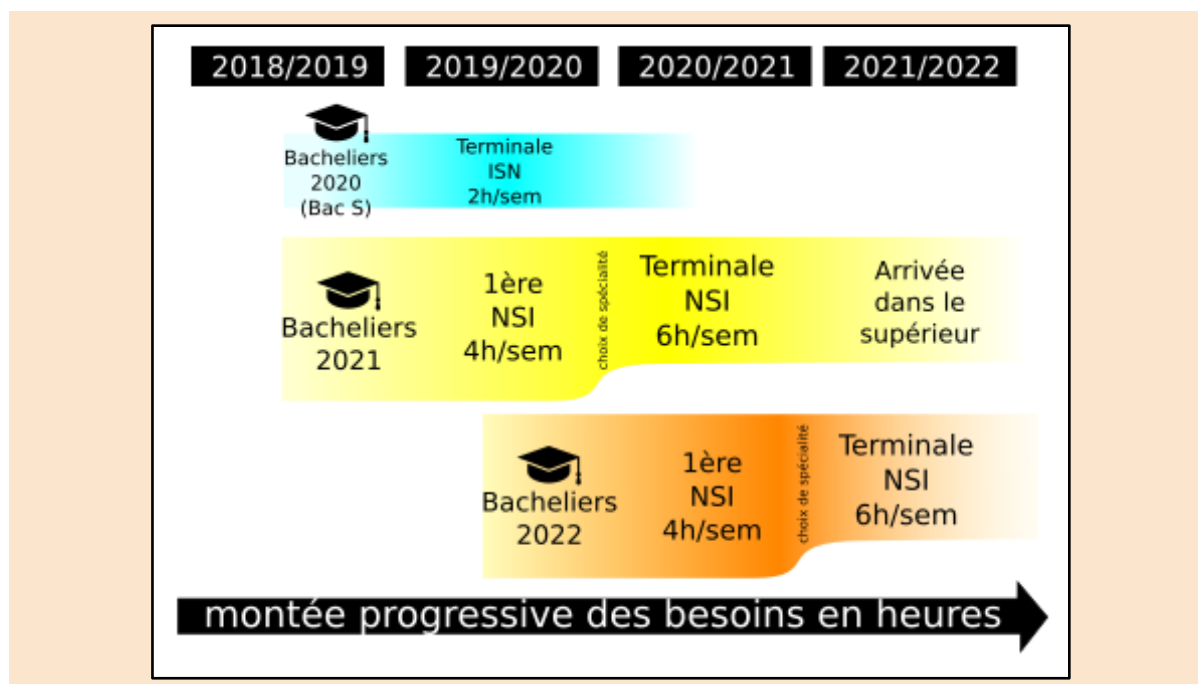 2018/2019 2019/2020 2020/2021 2021/2022
Bacheliers
2020
(Bac S)
Terminale
ISN
2h/sem
Bacheliers
2021
1ère
NSI
4h/sem
choix de spécialité
Terminale
NSI
6h/sem
Arrivée
dans le
supérieur
Bacheliers
2022
1ère
NSI
4h/sem
choix de spécialité
Terminale
NSI
6h/sem
montée progressive des besoins en heures